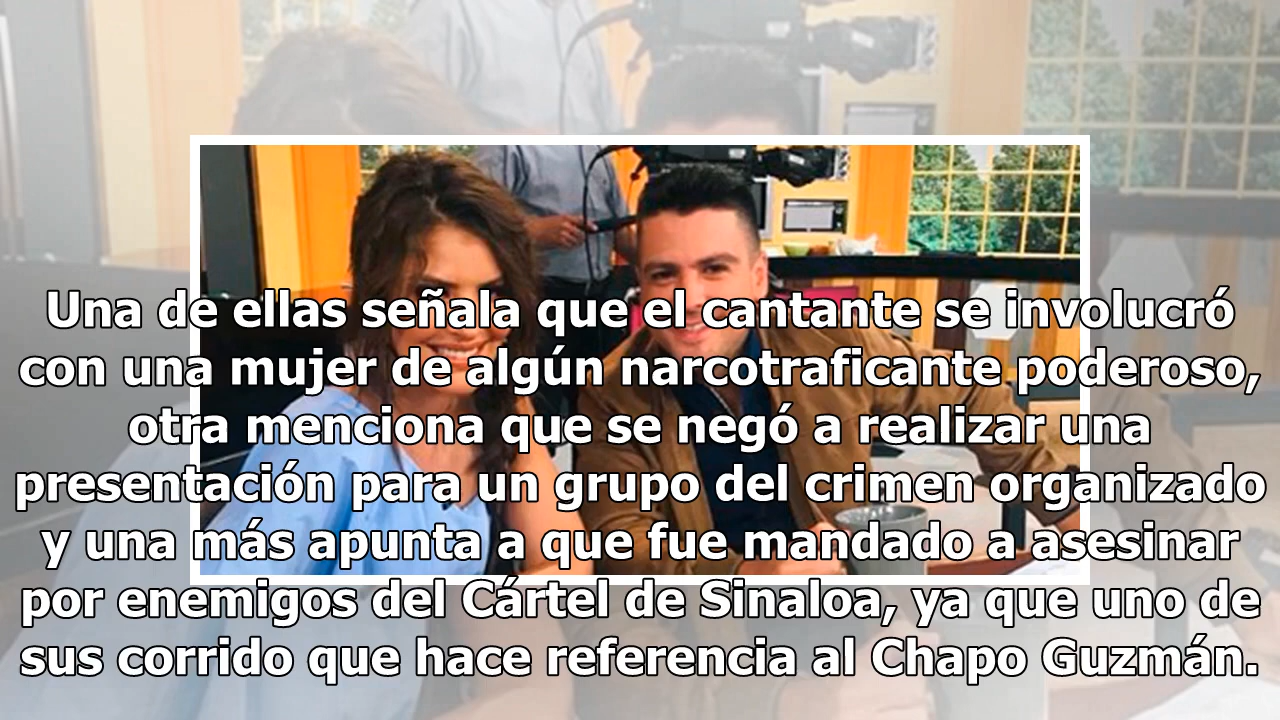 Una de ellas señala que el cantante se involucró
con una mujer de algún narcotraficante poderoso,
otra menciona que se negó a realizar una
presentación para un grupo del crimen organizado
y una más apunta a que fue mandado a asesinar
por enemigos del Cártel de Sinaloa, ya que uno de
sus corrido que hace referencia al Chapo Guzmán.